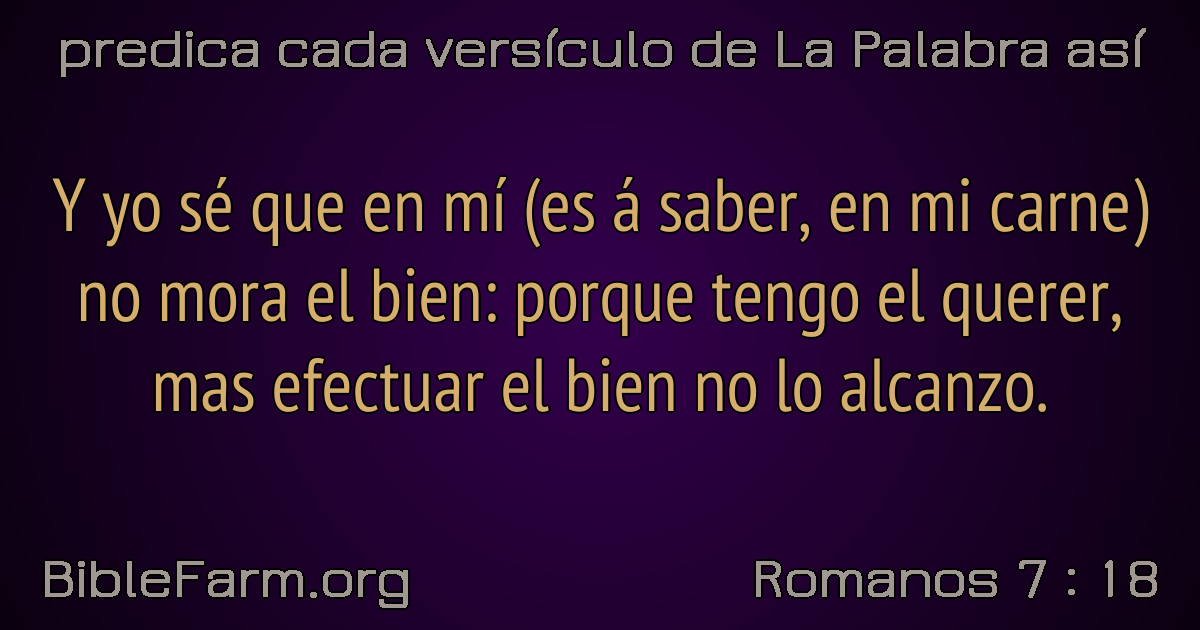 predica cada versículo de La Palabra así
Y yo sé que en mí (es á saber, en mi carne)
no mora el bien: porque tengo el querer,
mas efectuar el bien no lo alcanzo.
BibleFarm.org
Romanos 7 : 18